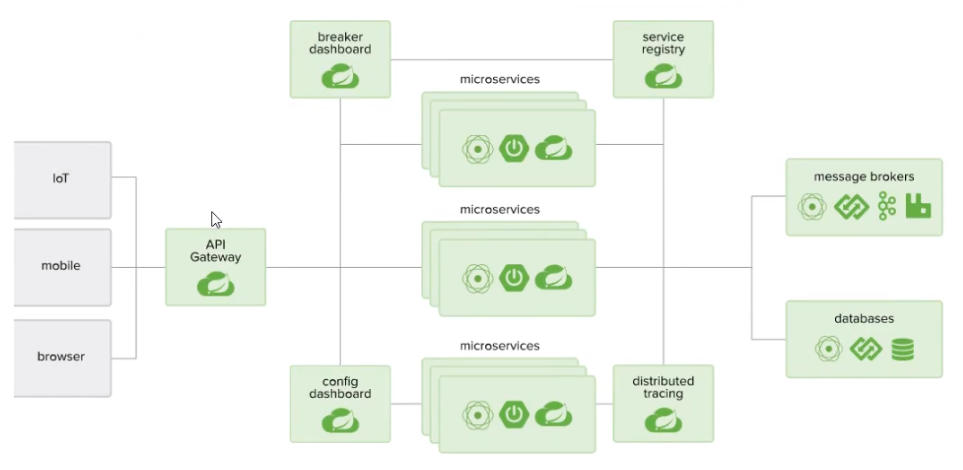 breaker
dashboard
service
registry
microservices
IoT
mobile
browser
API
Gateway
microservices
message brokers
databases
microservices
config
dashboard
distributed
tracing